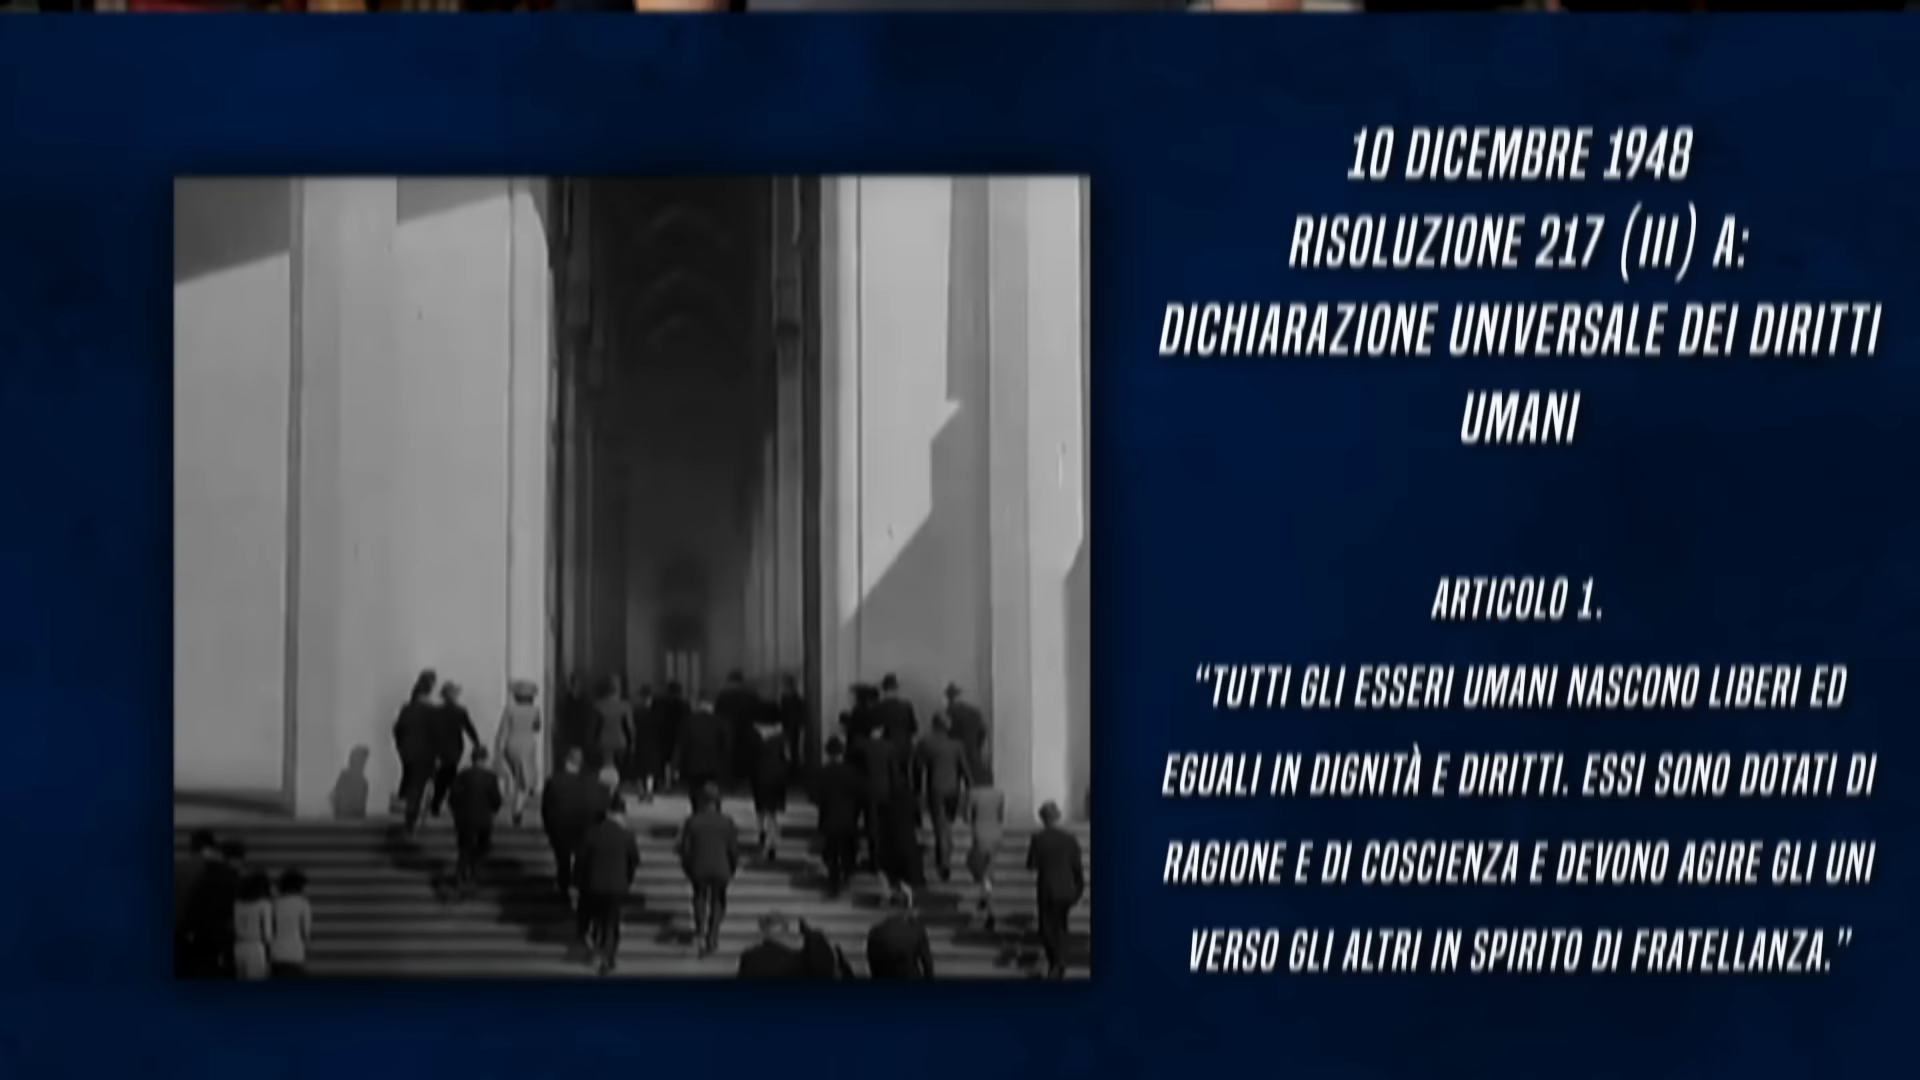 10 DICEMBRE 1948
RISOLUZIONE 217 (III) A:
DICHIARAZIONE UNIVERSALE DEI DIRITTI
UMANI
ARTICOLO 1.
“TUTTI GLI ESSERI UMANI NASCONO LIBERI ED
EGUALI IN DIGNITÀ E DIRITTI. ESSI SONO DOTATI DI
RAGIONE E DI COSCIENZA E DEVONO AGIRE GLI UNI
VERSO GLI ALTRI IN SPIRITO DI FRATELLANZA.”